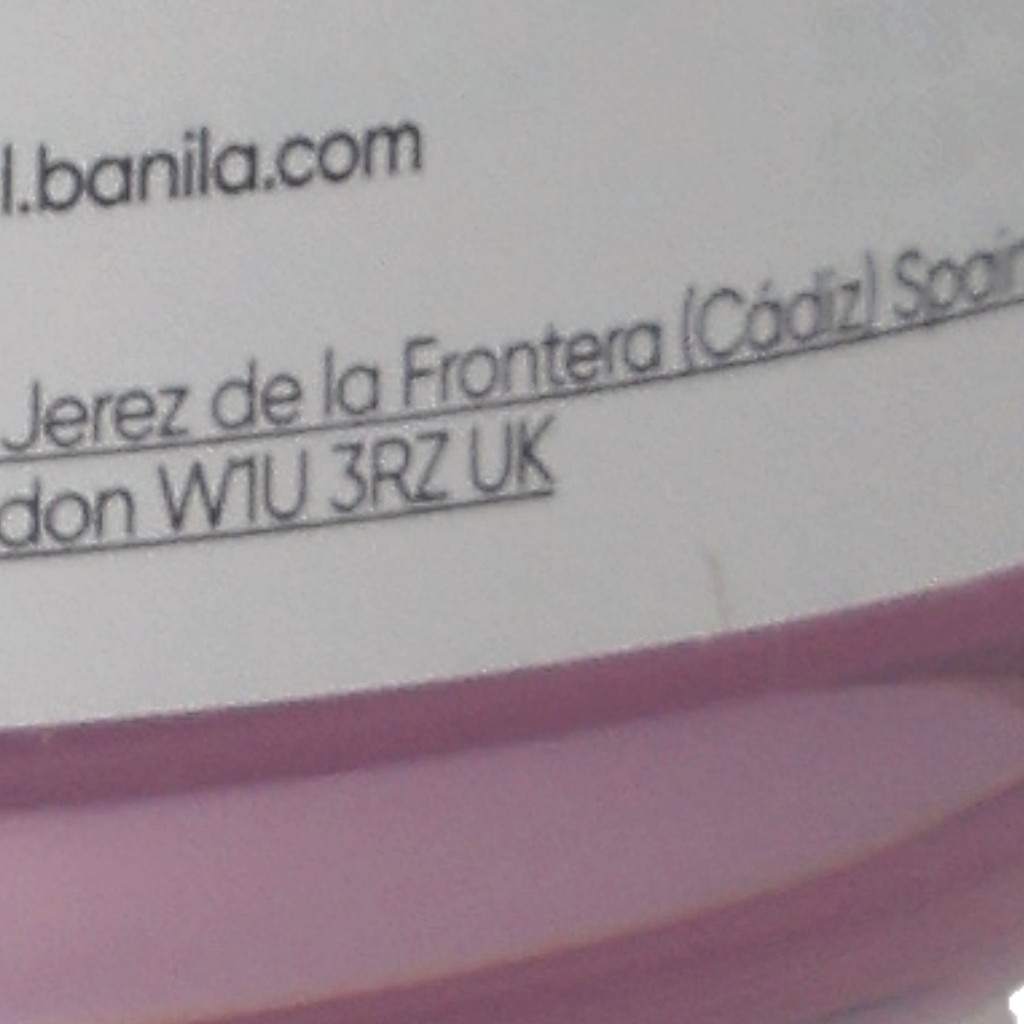 l.banila.com
Jerez de la Frontera (Cádiz) Spain
don W1U 3RZ UK